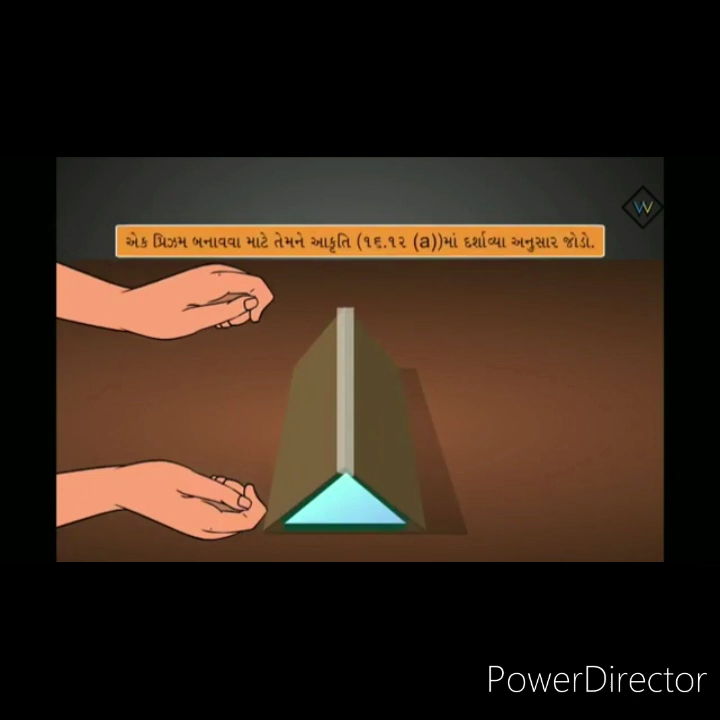 એક પ્રિઝમ બનાવવા માટે તેમને આકૃતિ (૧૬.૧૨ (a))માં દર્શાવ્યા અનુસાર જોડો.
W
PowerDirector